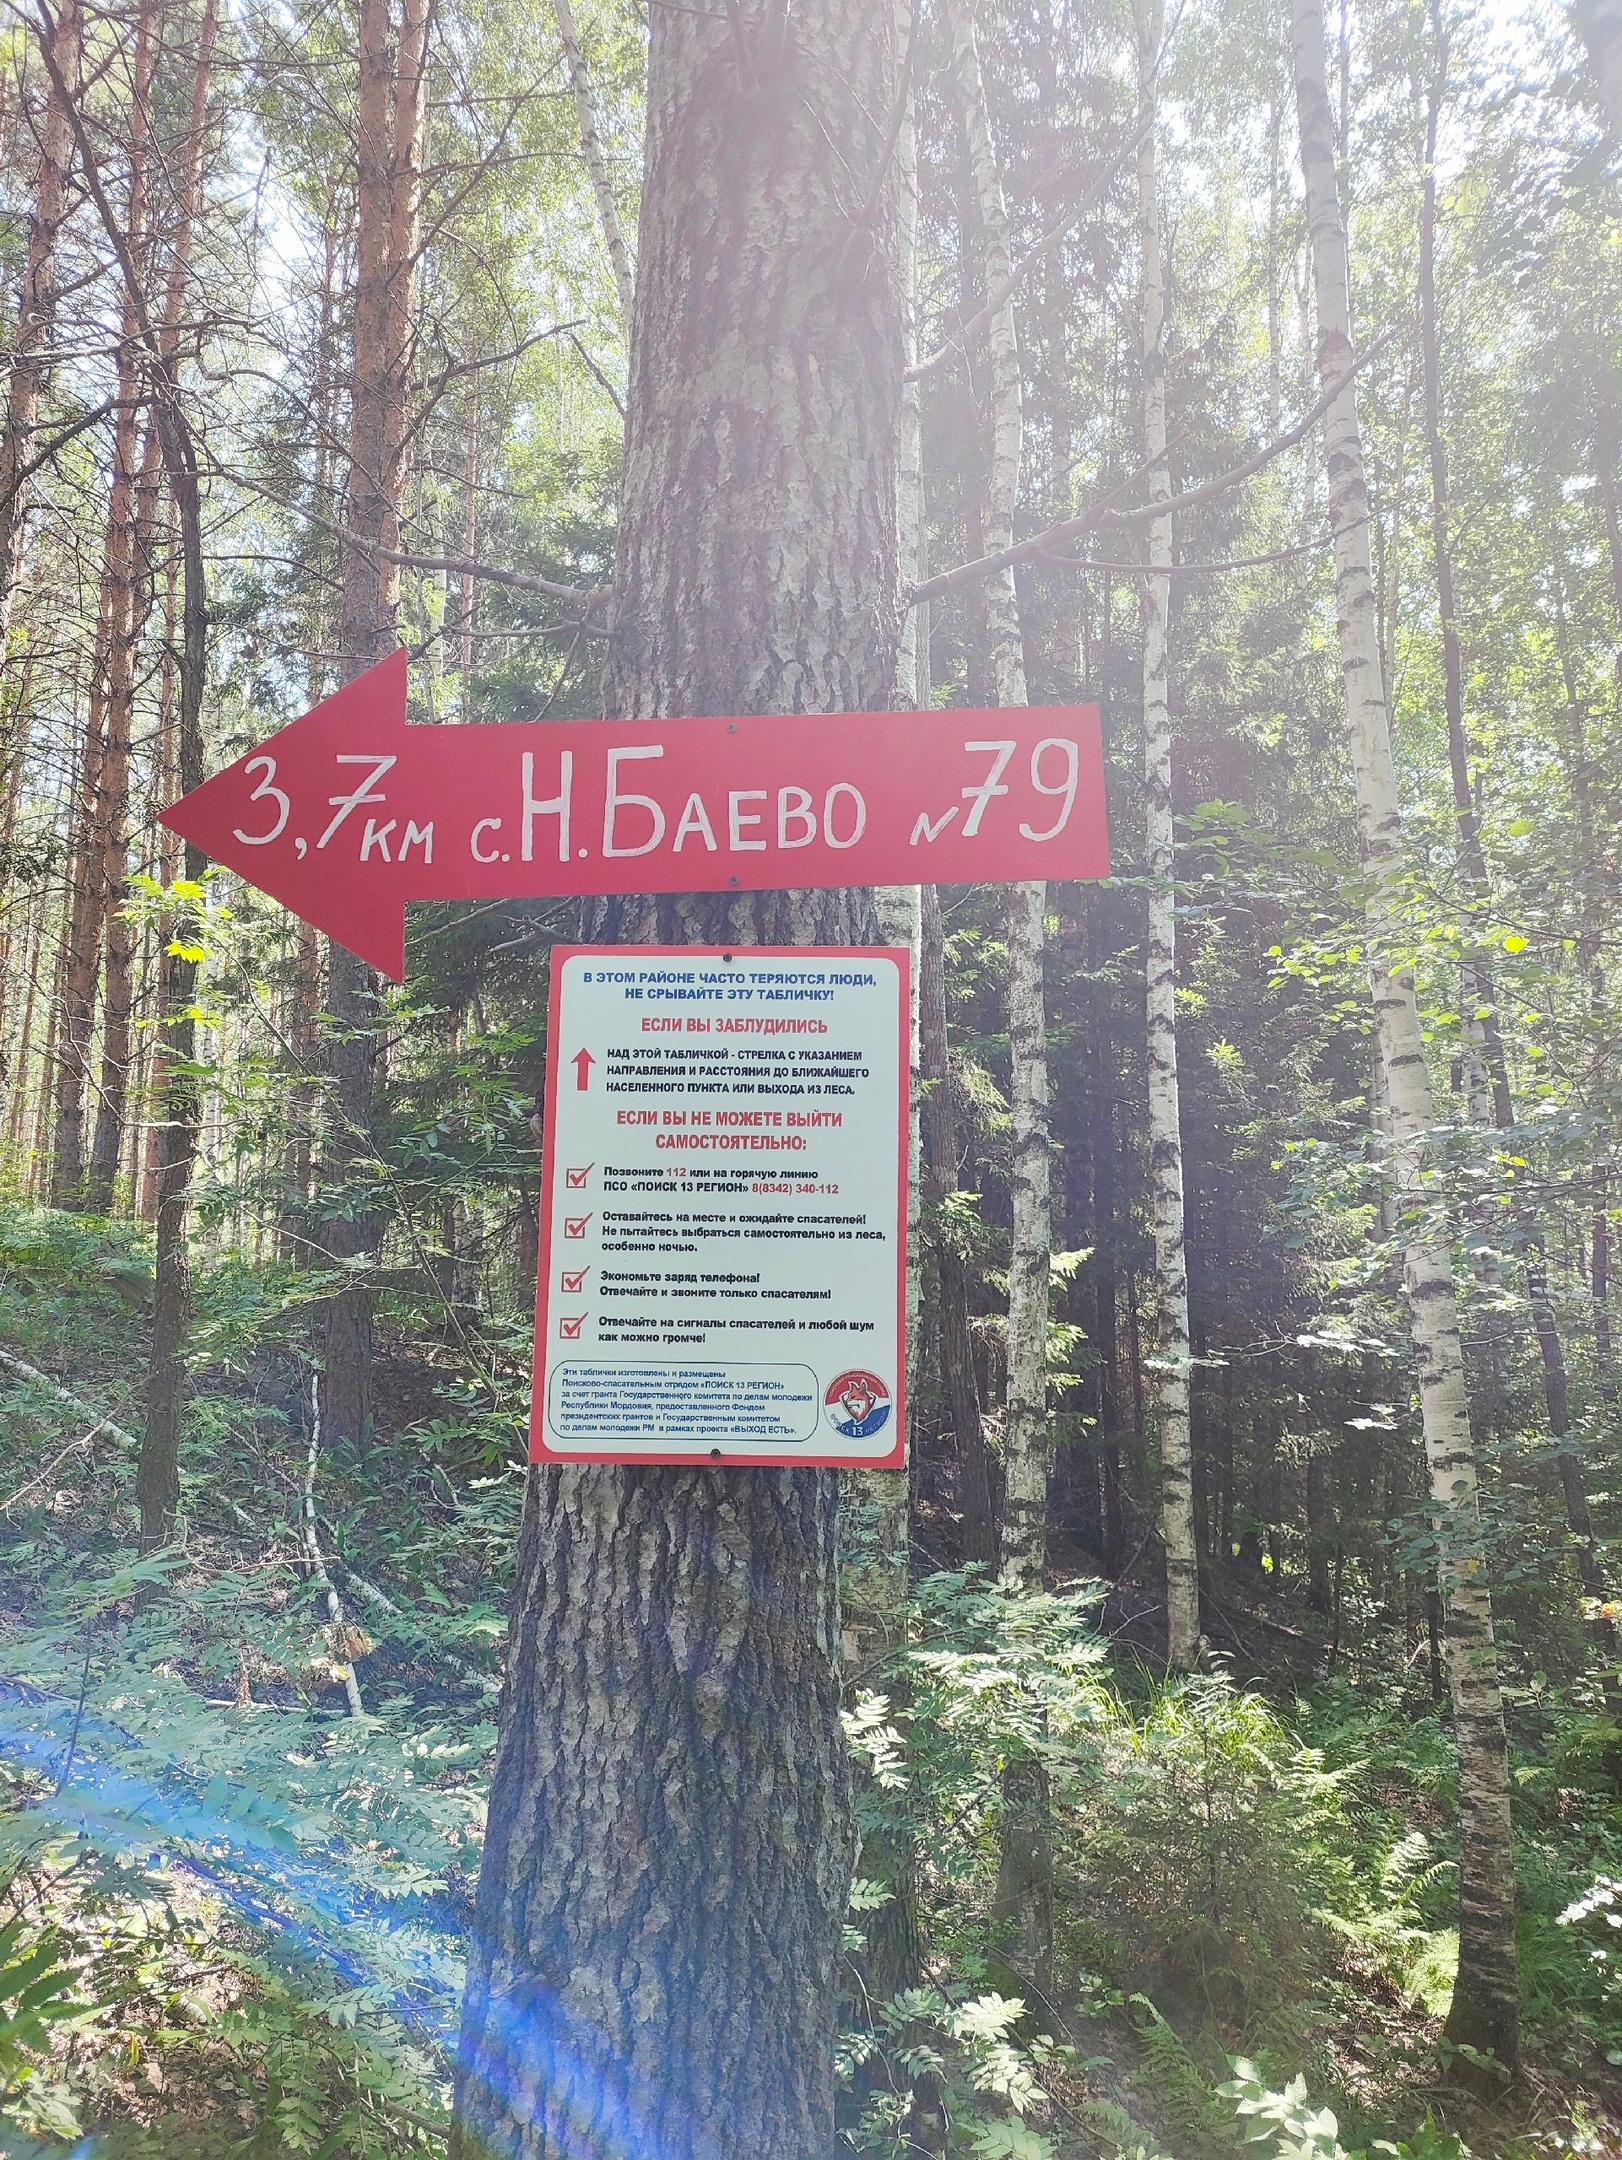 3,7км с.Н.Баево №79
В ЭТОМ РАЙОНЕ ЧАСТО ТЕРЯЮТСЯ ЛЮДИ,
НЕ СРЫВАЙТЕ ЭТУ ТАБЛИЧКУ!
ЕСЛИ ВЫ ЗАБЛУДИЛИСЬ
НАД ЭТОЙ ТАБЛИЧКОЙ - СТРЕЛКА С УКАЗАНИЕМ
НАПРАВЛЕНИЯ И РАССТОЯНИЯ ДО БЛИЖАЙШЕГО
НАСЕЛЕННОГО ПУНКТА ИЛИ ВЫХОДА ИЗ ЛЕСА.
ЕСЛИ ВЫ НЕ МОЖЕТЕ ВЫЙТИ
САМОСТОЯТЕЛЬНО:
Позвоните 112 или на горячую линию
ПСО «ПОИСК 13 РЕГИОН» 8(8342) 340-112
Оставайтесь на месте и ожидайте спасателей!
Не пытайтесь выбраться самостоятельно из леса,
особенно ночью.
Экономьте заряд телефона!
Отвечайте и звоните только спасателям!
Отвечайте на сигналы спасателей и любой шум
как можно громче!
Эти таблички изготовлены и размещены
Поисково-спасательным отрядом «ПОИСК 13 РЕГИОН»
за счет гранта Государственного комитета по делам молодежи
Республики Мордовия, предоставленного Фондом
президентских грантов и Государственным комитетом
по делам молодежи РМ в рамках проекта «ВЫХОД ЕСТЬ».
ПОИСК 13 РЕГИОН